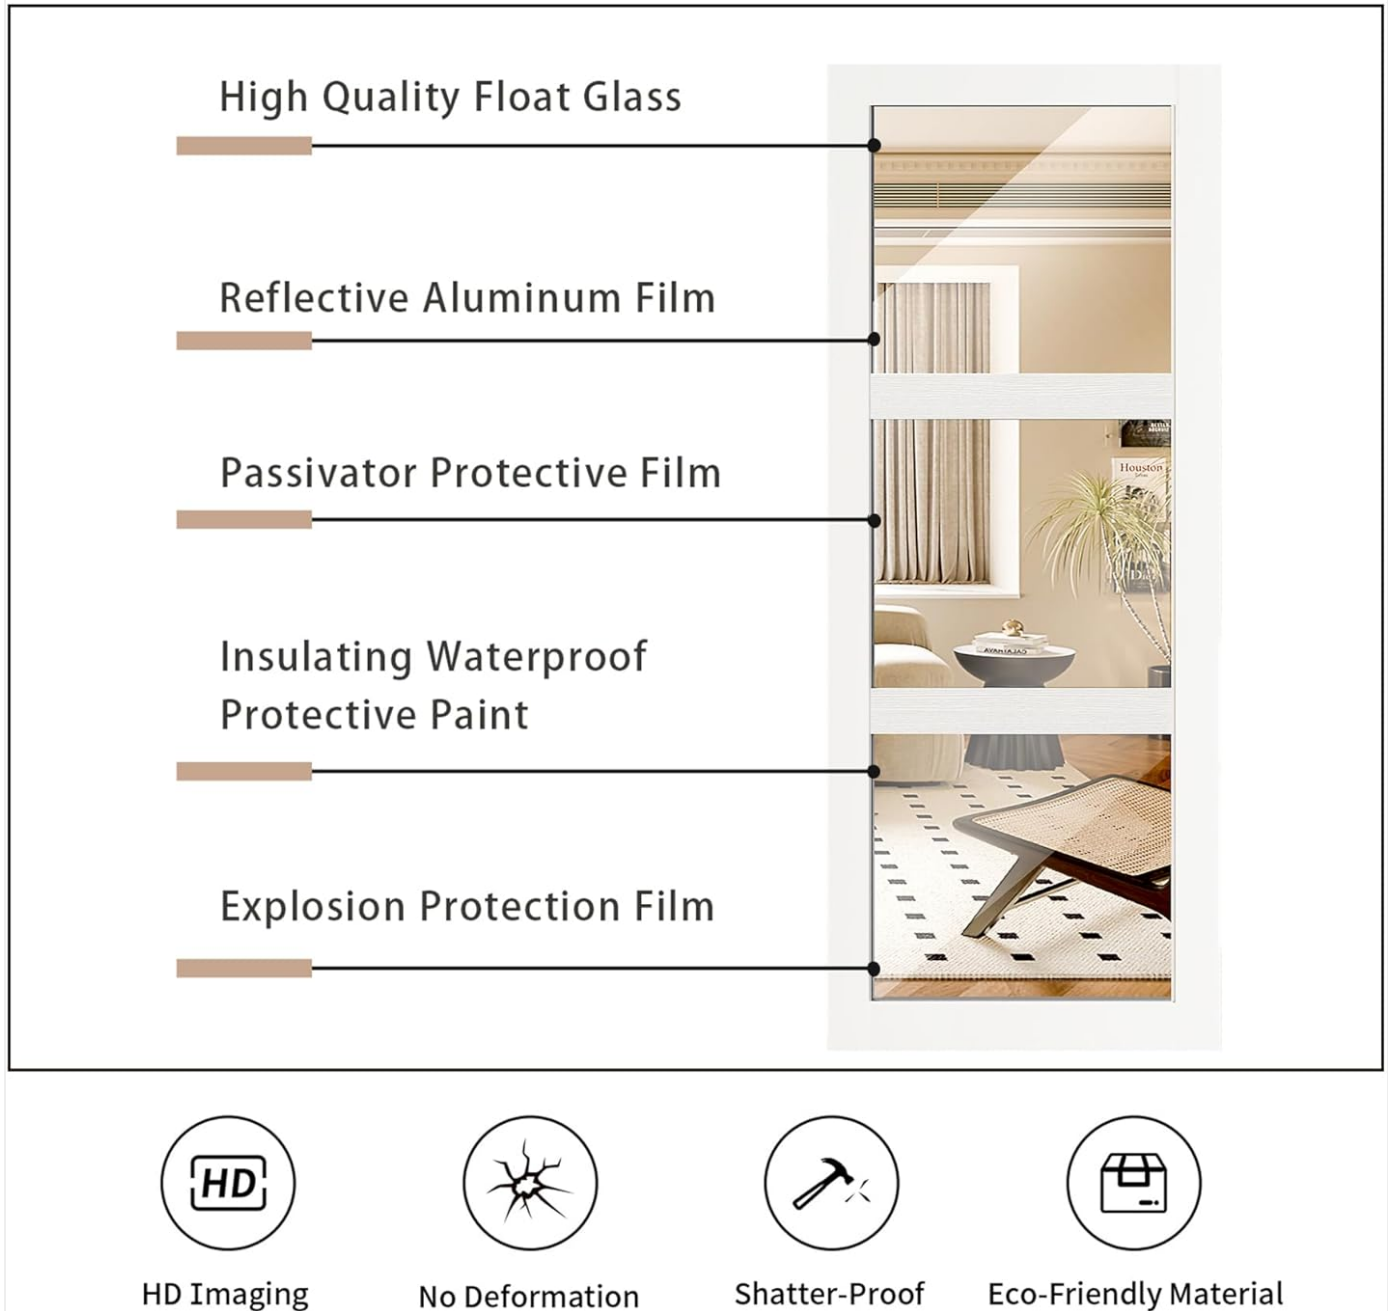 High Quality Float Glass
Reflective Aluminum Film
Passivator Protective Film
Houston
Insulating Waterproof
Protective Paint
Explosion Protection Film
HD
HD Imaging
No Deformation
Shatter-Proof
Eco-Friendly Material